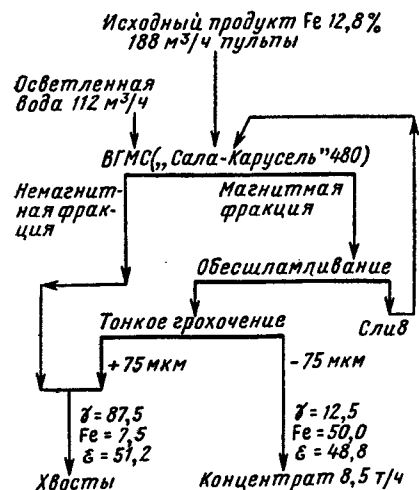 Исходный продукт Fe 12,8%
188 м³/ч пульпы
Осветленная
вода 112 м³/ч
ВГМС(„Сала-Карусель"480)
Немагнит-
ная фрак-
ция
Магнитная
фракция
Обесшламливание
Слив
Тонкое грохочение
+75 мкм
-75 мкм
γ = 87,5
Fe = 7,5
ε = 51,2
γ = 12,5
Fe = 50,0
ε = 48,8
Хвосты
Концентрат 8,5 т/ч